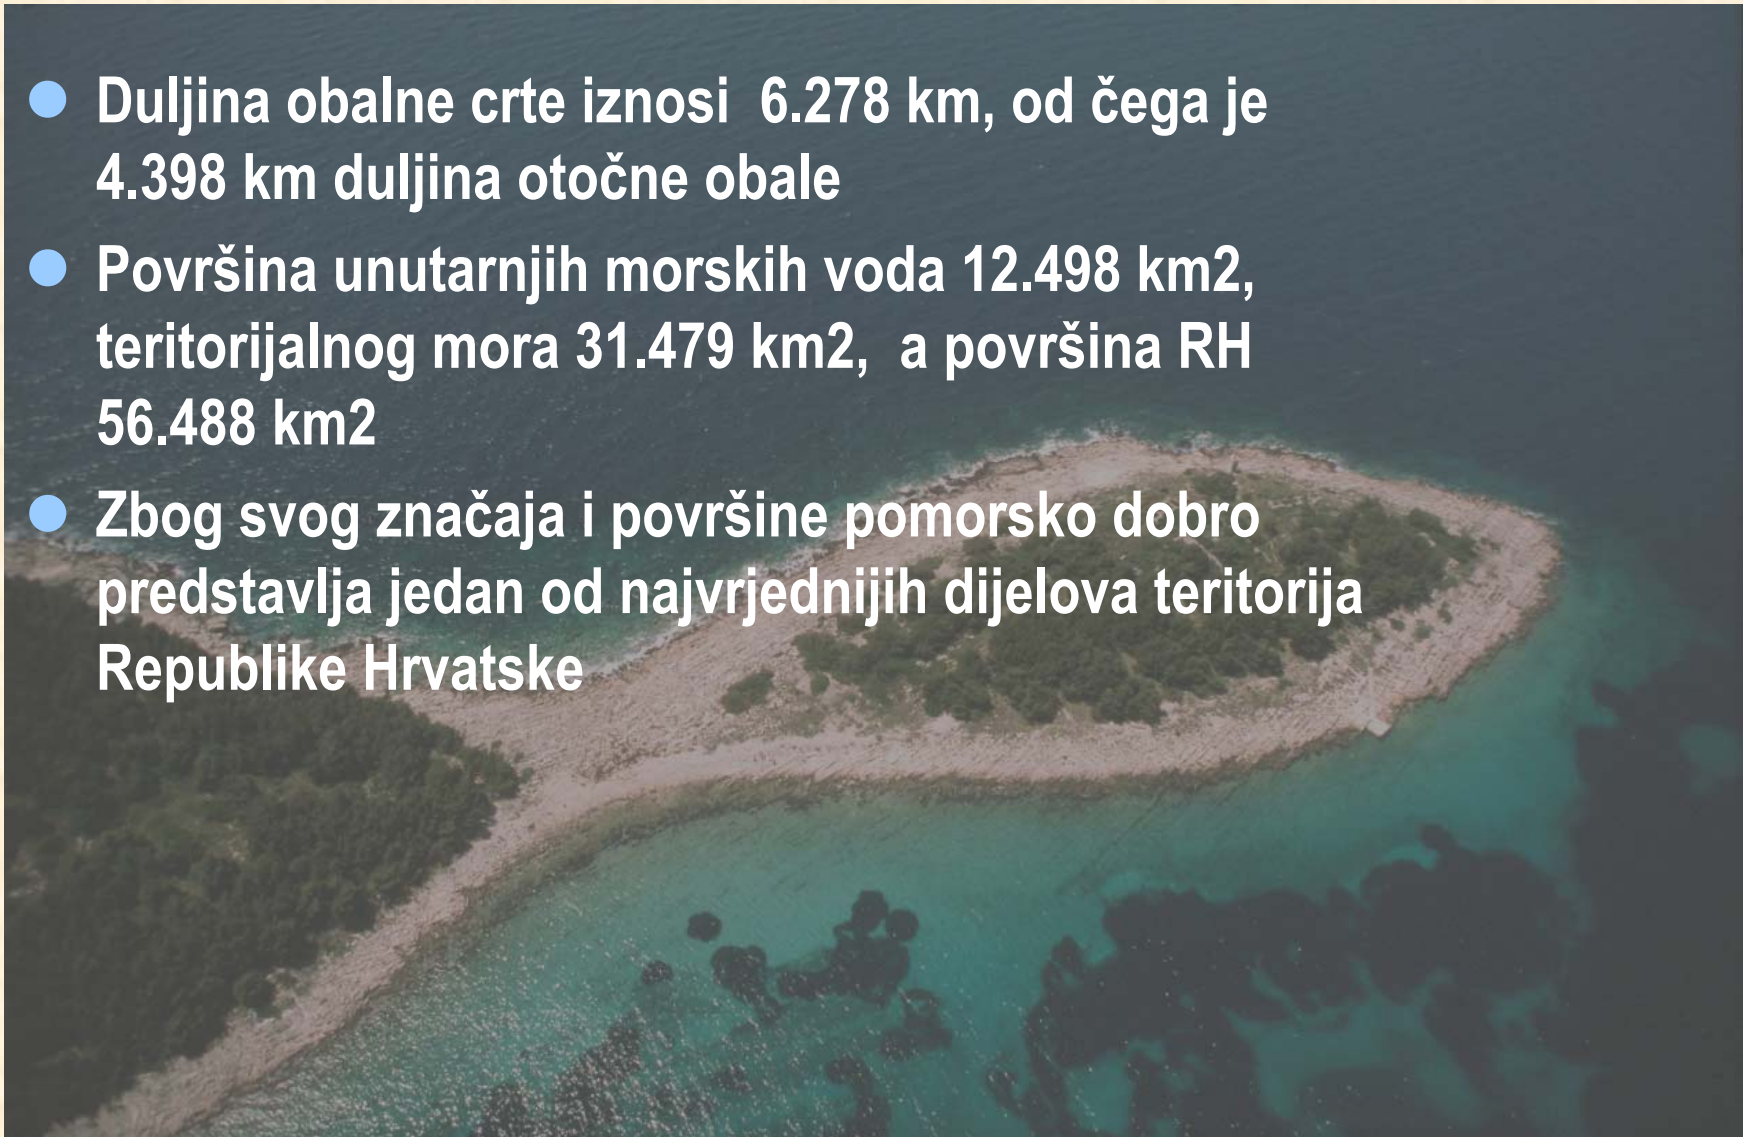 Duljina obalne crte iznosi  6.278 km, od čega je
4.398 km duljina otočne obale
Površina unutarnjih morskih voda 12.498 km2,
teritorijalnog mora 31.479 km2,  a površina RH
56.488 km2
Zbog svog značaja i površine pomorsko dobro
predstavlja jedan od najvrjednijih dijelova teritorija
Republike Hrvatske